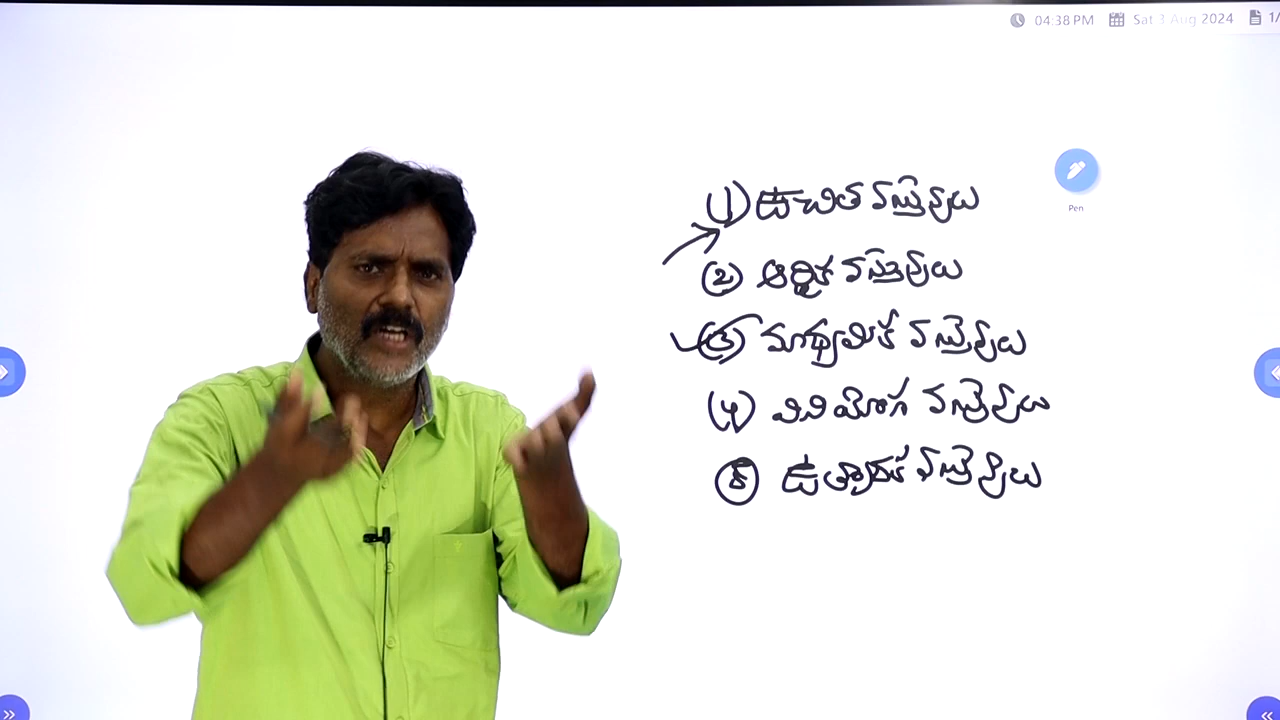 04:38 PM Sat 3 Aug 2024 1/
Pen
1) ఉచిత వస్తువులు
2) ఆర్థిక వస్తువులు
3) మాధ్యమిక వస్తువులు
4) వినియోగ వస్తువులు
5) ఉత్పాదక వస్తువులు